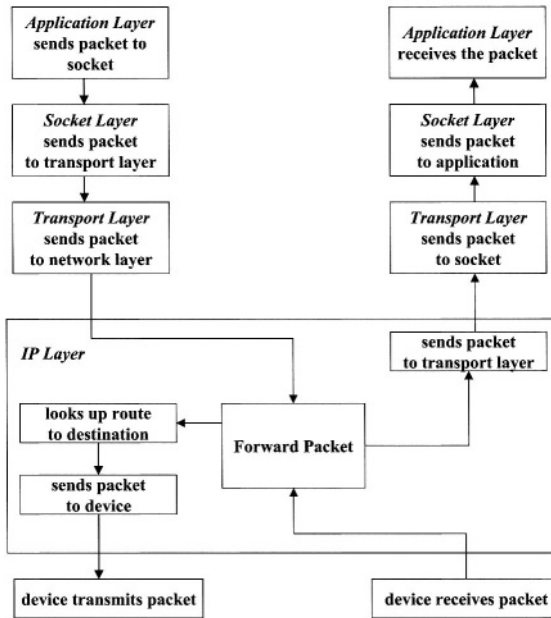 Application Layer
sends packet to
socket
Socket Layer
sends packet
to transport layer
Transport Layer
sends packet
to network layer
Application Layer
receives the packet
Socket Layer
sends packet
to application
Transport Layer
sends packet
to socket
IP Layer
sends packet
to transport layer
looks up route
to destination
Forward Packet
sends packet
to device
device transmits packet
device receives packet